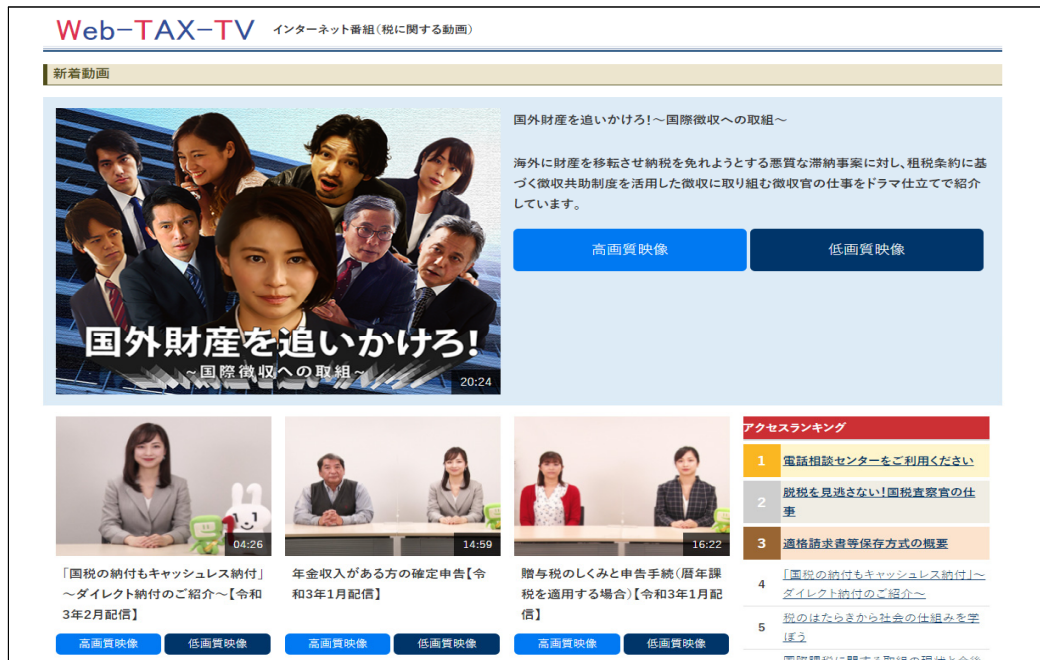 Web-TAX-TV インターネット番組(税に関する動画)
新着動画
国外財産を追いかけろ!
~国際徴収への取組~
20:24
国外財産を追いかけろ!～国際徴収への取組～
海外に財産を移転させ納税を免れようとする悪質な滞納事案に対し、租税条約に基
づく徴収共助制度を活用した徴収に取り組む徴収官の仕事をドラマ仕立てで紹介
しています。
高画質映像 低画質映像
04:26
「国税の納付もキャッシュレス納付」
～ダイレクト納付のご紹介～【令和
3年2月配信】
高画質映像 低画質映像
14:59
年金収入がある方の確定申告【令
和3年1月配信】
高画質映像 低画質映像
16:22
贈与税のしくみと申告手続(暦年課
税を適用する場合)【令和3年1月配
信】
高画質映像 低画質映像
アクセスランキング
1 電話相談センターをご利用ください
2 脱税を見逃さない!国税査察官の仕
事
3 適格請求書等保存方式の概要
4 「国税の納付もキャッシュレス納付」～
ダイレクト納付のご紹介～
5 税のはたらきから社会の仕組みを学
ぼう
国際課税に関する取組の現状と今後